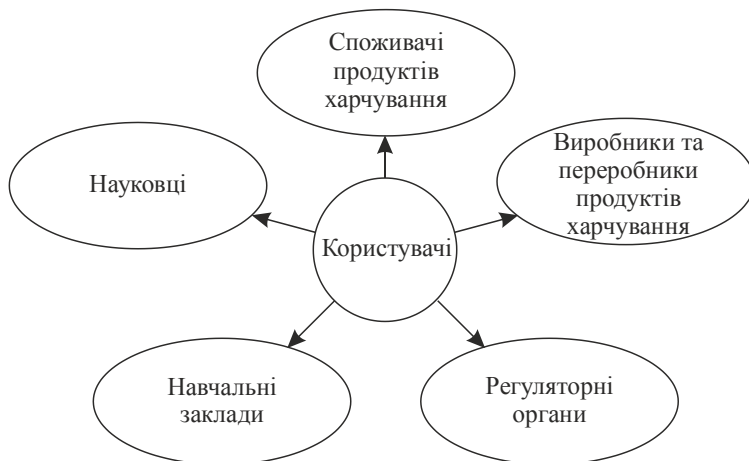 Споживачі
продуктів
харчування
Виробники та
переробники
продуктів
харчування
Науковці
Користувачі
Навчальні
заклади
Регуляторні
органи